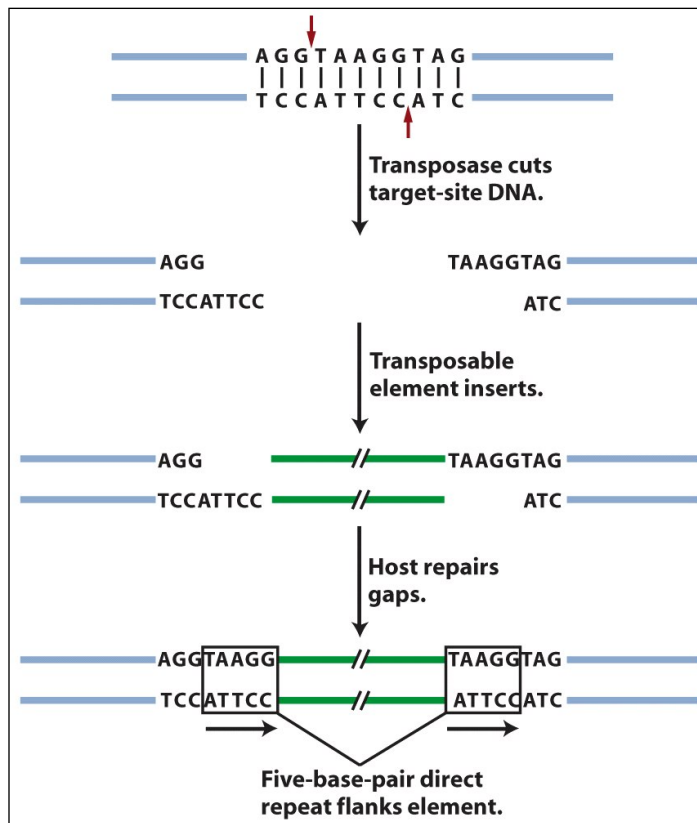 AGGTAAGGTAG
TCCATTCCATC
Transposase cuts
target-site DNA.
AGG TAAGGTAG
TCCATTCC ATC
Transposable
element inserts.
AGG TAAGGTAG
TCCATTCC ATC
Host repairs
gaps.
AGGTAAGG TAAGGTAG
TCCATTCC ATTCCATC
Five-base-pair direct
repeat flanks element.